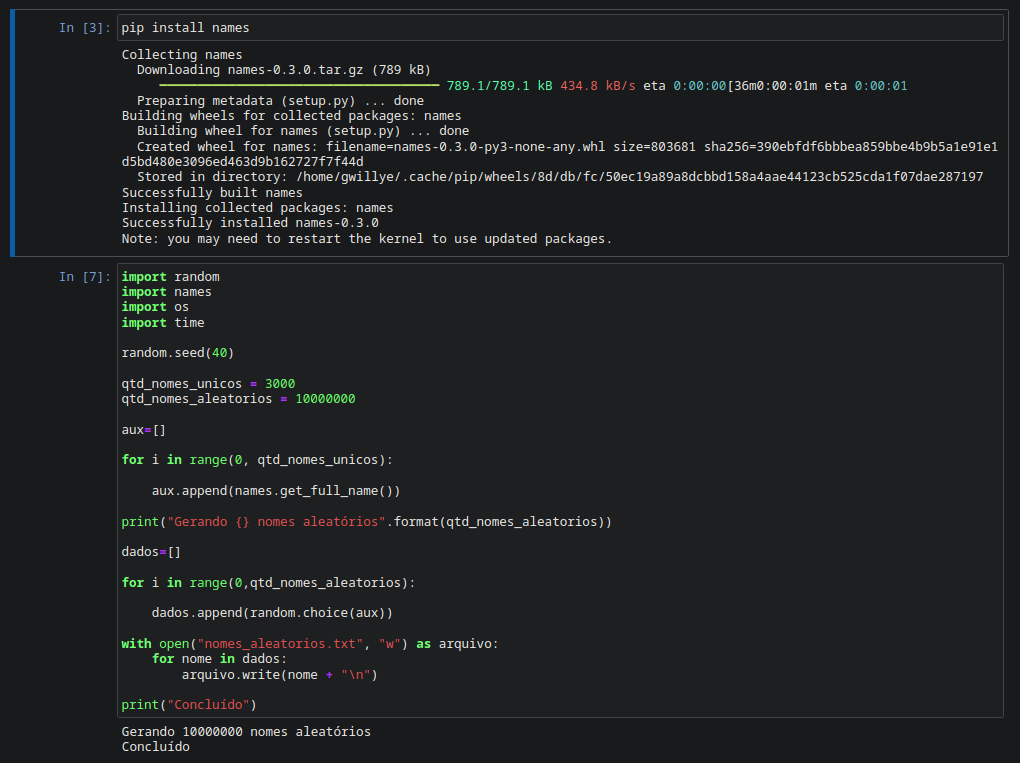 In [3]: pip install names
Collecting names
  Downloading names-0.3.0.tar.gz (789 kB)
     ━━━━━━━━━━━━━━━━━━━━━━━━━━━━━━━━━━━━━ 789.1/789.1 kB 434.8 kB/s eta 0:00:00[36m0:00:01m eta 0:00:01
  Preparing metadata (setup.py) ... done
Building wheels for collected packages: names
  Building wheel for names (setup.py) ... done
  Created wheel for names: filename=names-0.3.0-py3-none-any.whl size=803681 sha256=390ebfdf6bbbea859bbe4b9b5a1e91e1
d5bd480e3096ed463d9b162727f7f44d
  Stored in directory: /home/gwillye/.cache/pip/wheels/8d/db/fc/50ec19a89a8dcbbd158a4aae44123cb525cda1f07dae287197
Successfully built names
Installing collected packages: names
Successfully installed names-0.3.0
Note: you may need to restart the kernel to use updated packages.
In [7]: import random
import names
import os
import time
random.seed(40)
qtd_nomes_unicos = 3000
qtd_nomes_aleatorios = 10000000
aux=[]
for i in range(0, qtd_nomes_unicos):
    aux.append(names.get_full_name())
print("Gerando {} nomes aleatórios".format(qtd_nomes_aleatorios))
dados=[]
for i in range(0,qtd_nomes_aleatorios):
    dados.append(random.choice(aux))
with open("nomes_aleatorios.txt", "w") as arquivo:
    for nome in dados:
        arquivo.write(nome + "\n")
print("Concluído")
Gerando 10000000 nomes aleatórios
Concluído